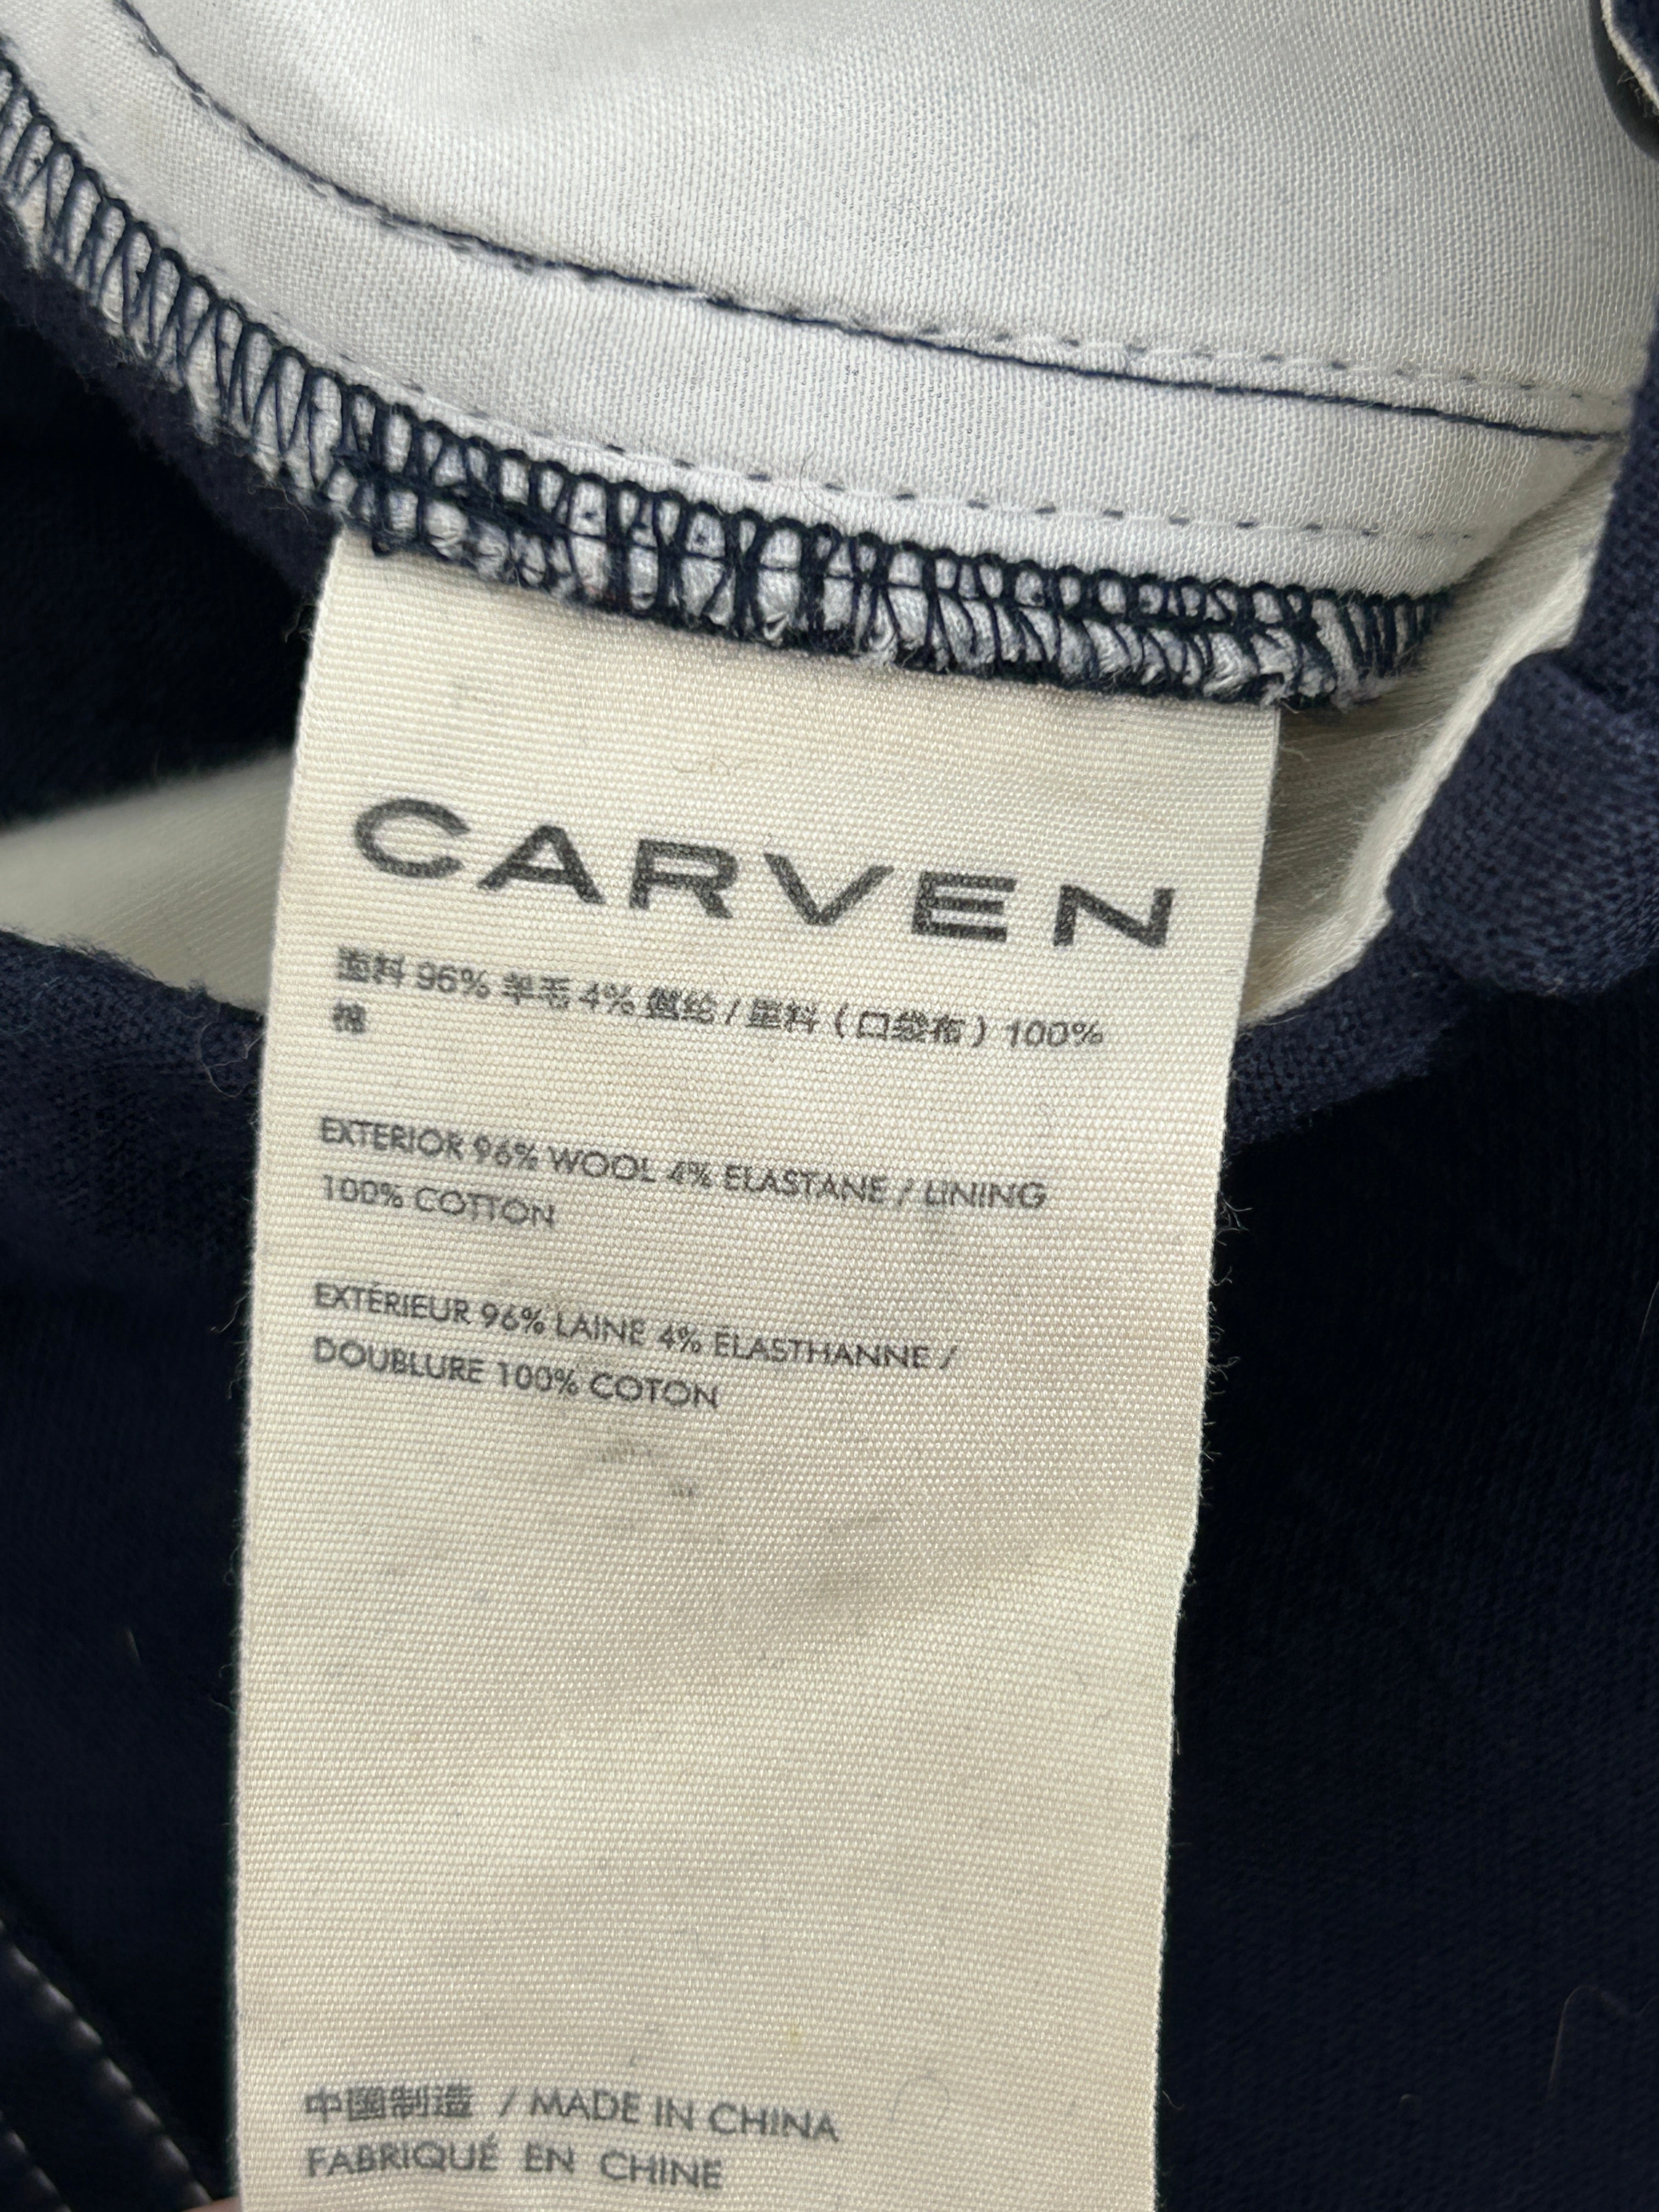 CARVEN
面料 96% 羊毛 4% 氨纶 / 里料 ( 口袋布 ) 100%
棉
EXTERIOR 96% WOOL 4% ELASTANE / LINING
100% COTTON
EXTÉRIEUR 96% LAINE 4% ÉLASTHANNE /
DOUBLURE 100% COTON
中国制造 / MADE IN CHINA
FABRIQUÉ EN CHINE